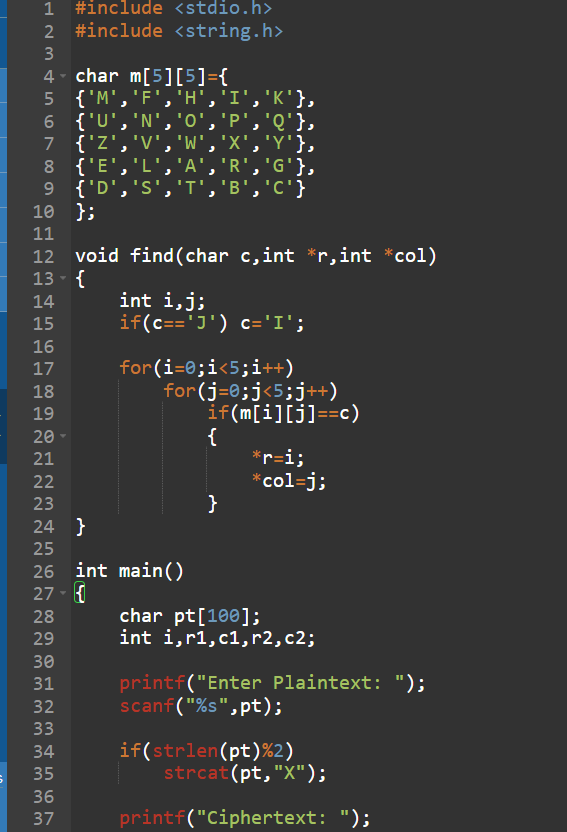 1 #include <stdio.h>
2 #include <string.h>
3
4 char m[5][5]={
5 {'M','F','H','I','K'},
6 {'U','N','O','P','Q'},
7 {'Z','V','W','X','Y'},
8 {'E','L','A','R','G'},
9 {'D','S','T','B','C'}
10 };
11
12 void find(char c,int *r,int *col)
13 {
14     int i,j;
15     if(c=='J') c='I';
16
17     for(i=0;i<5;i++)
18         for(j=0;j<5;j++)
19             if(m[i][j]==c)
20             {
21                 *r=i;
22                 *col=j;
23             }
24 }
25
26 int main()
27 {
28     char pt[100];
29     int i,r1,c1,r2,c2;
30
31     printf("Enter Plaintext: ");
32     scanf("%s",pt);
33
34     if(strlen(pt)%2)
35         strcat(pt,"X");
36
37     printf("Ciphertext: ");